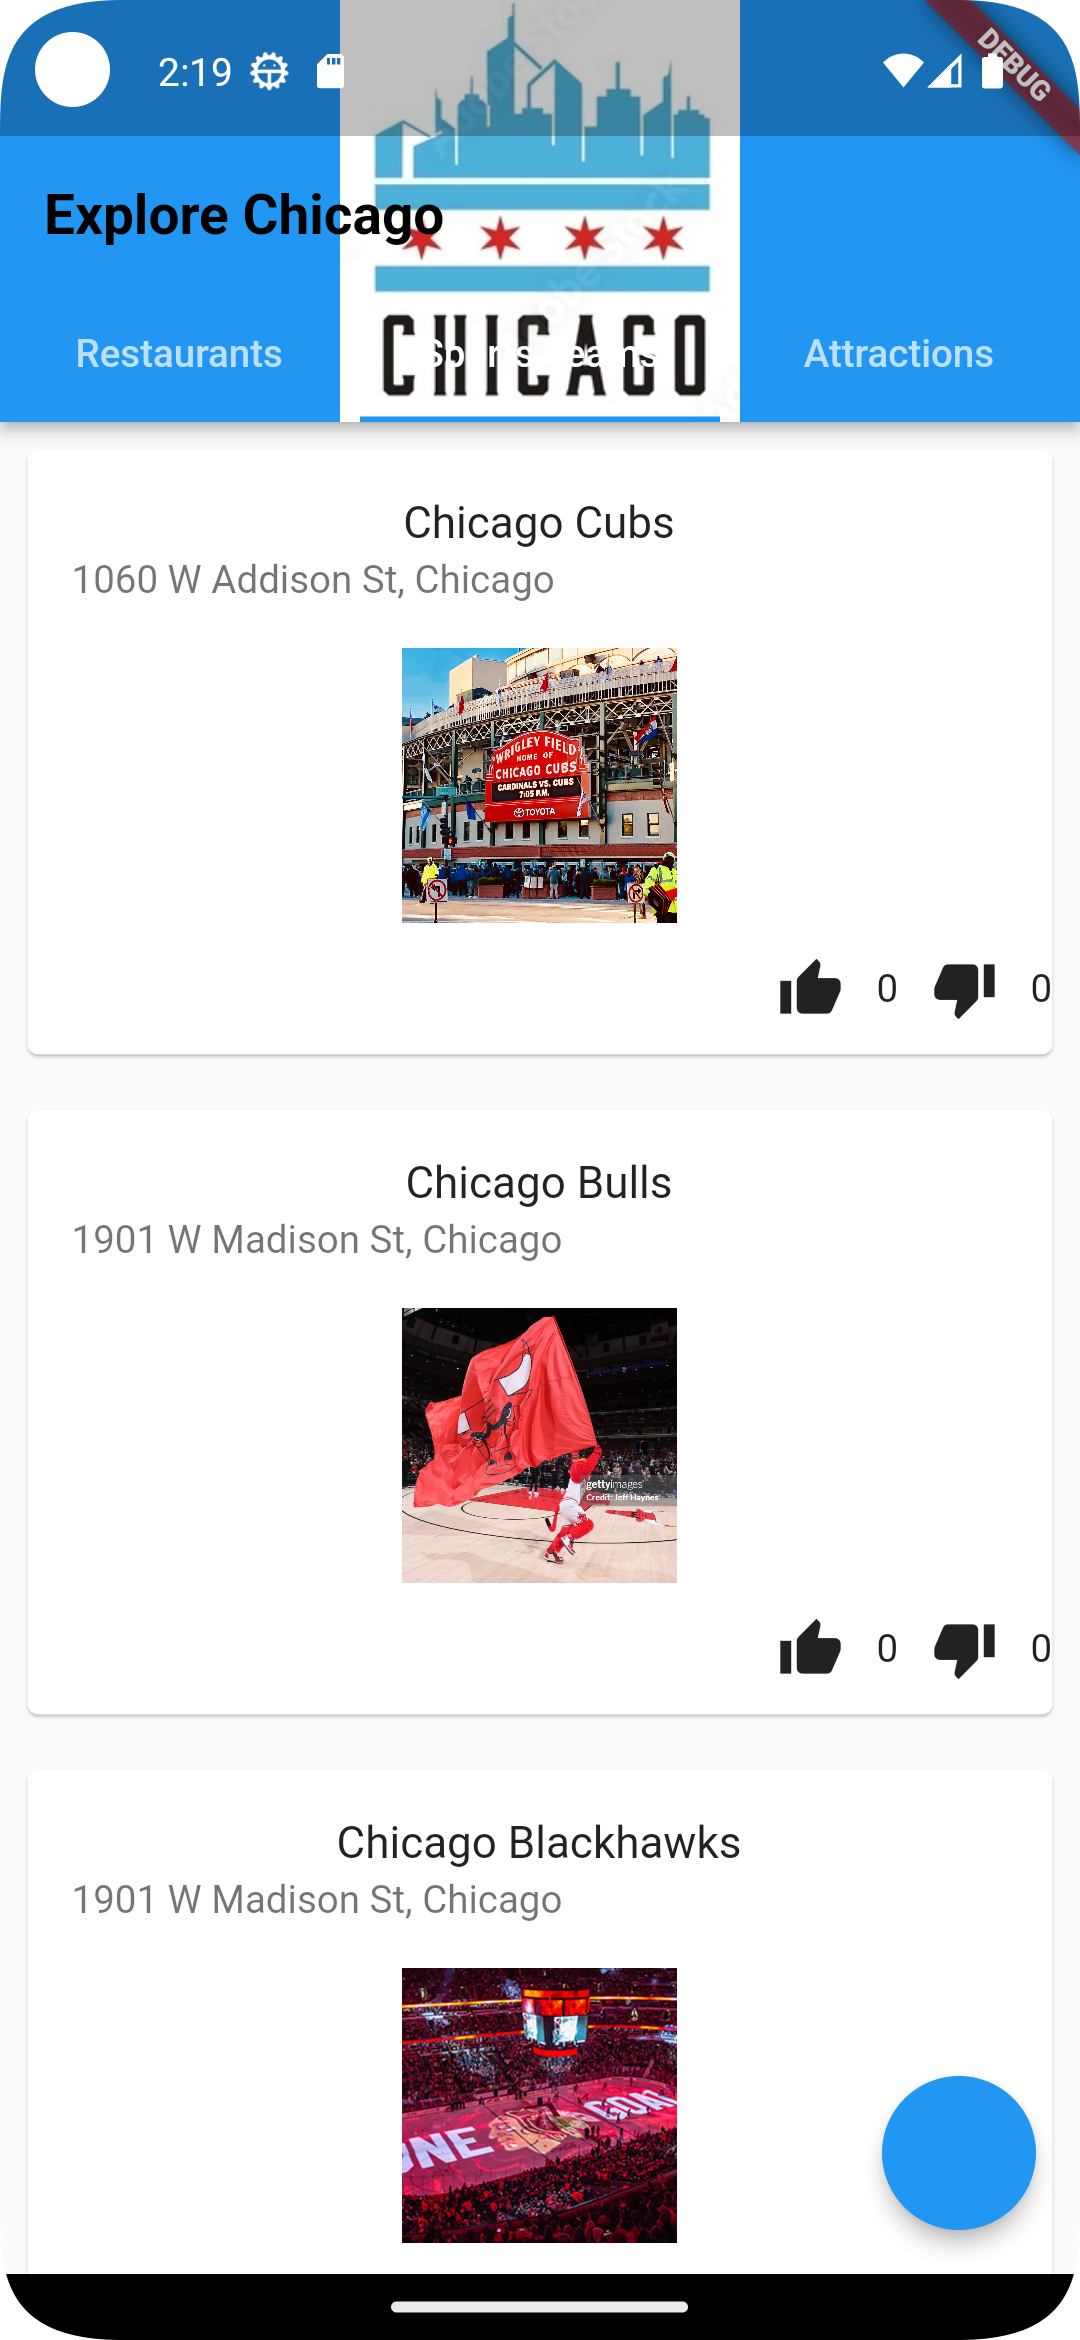 2:19
DEBUG
Explore Chicago
CHICAGO
Restaurants
Sports Teams
Attractions
Chicago Cubs
1060 W Addison St, Chicago
WRIGLEY FIELD
HOME OF
CHICAGO CUBS
CARDINALS VS. CUBS
7:05 P.M.
TOYOTA
0
0
Chicago Bulls
1901 W Madison St, Chicago
gettyimages
Credit: Jeff Haynes
0
0
Chicago Blackhawks
1901 W Madison St, Chicago
ONE
GOAL